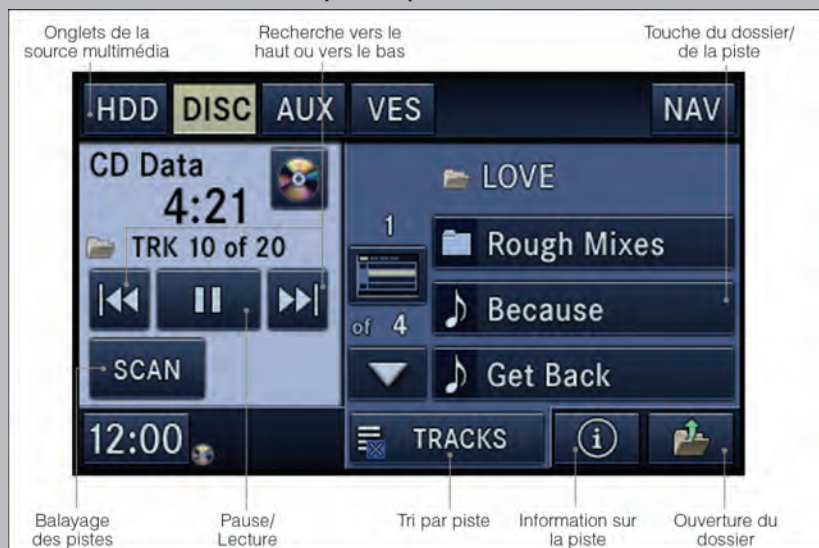 Onglets de la
source multimédia
Recherche vers le
haut ou vers le bas
Touche du dossier/
de la piste
HDD DISC AUX VES NAV
CD Data
4:21
TRK 10 of 20
SCAN
12:00
LOVE
1
of 4
Rough Mixes
Because
Get Back
TRACKS
i
Balayage
des pistes
Pause/
Lecture
Tri par piste
Information sur
la piste
Ouverture du
dossier